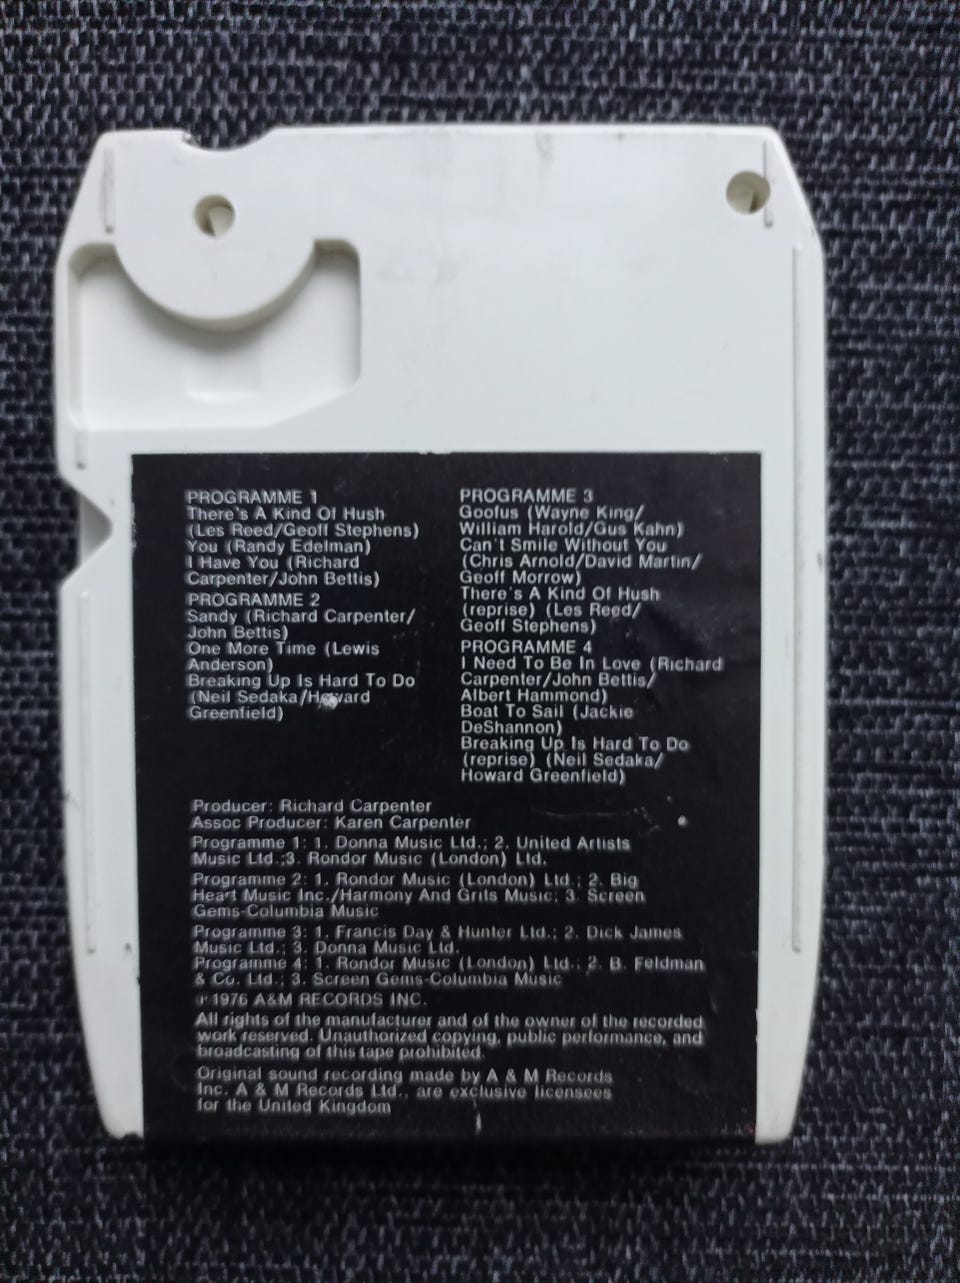 PROGRAMME 1
There's A Kind Of Hush
(Les Reed/Geoff Stephens)
You (Randy Edelman)
I Have You (Richard
Carpenter/John Bettis)
PROGRAMME 2
Sandy (Richard Carpenter/
John Bettis)
One More Time (Lewis
Anderson)
Breaking Up Is Hard To Do
(Neil Sedaka/Howard
Greenfield)
PROGRAMME 3
Goofus (Wayne King/
William Harold/Gus Kahn)
Can't Smile Without You
(Chris Arnold/David Martin/
Geoff Morrow)
There's A Kind Of Hush
(reprise) (Les Reed/
Geoff Stephens)
PROGRAMME 4
I Need To Be In Love (Richard
Carpenter/John Bettis/
Albert Hammond)
Boat To Sail (Jackie
DeShannon)
Breaking Up Is Hard To Do
(reprise) (Neil Sedaka/
Howard Greenfield)
Producer: Richard Carpenter
Assoc Producer: Karen Carpenter
Programme 1: 1. Donna Music Ltd.; 2. United Artists
Music Ltd.;3. Rondor Music (London) Ltd.
Programme 2: 1. Rondor Music (London) Ltd.; 2. Big
Heart Music Inc./Harmony And Grits Music; 3. Screen
Gems-Columbia Music
Programme 3: 1. Francis Day & Hunter Ltd.; 2. Dick James
Music Ltd.; 3. Donna Music Ltd.
Programme 4: 1. Rondor Music (London) Ltd.; 2. B. Feldman
& Co. Ltd.; 3. Screen Gems-Columbia Music
℗ 1976 A&M RECORDS INC.
All rights of the manufacturer and of the owner of the recorded
work reserved. Unauthorized copying, public performance, and
broadcasting of this tape prohibited.
Original sound recording made by A & M Records
Inc. A & M Records Ltd., are exclusive licensees
for the United Kingdom